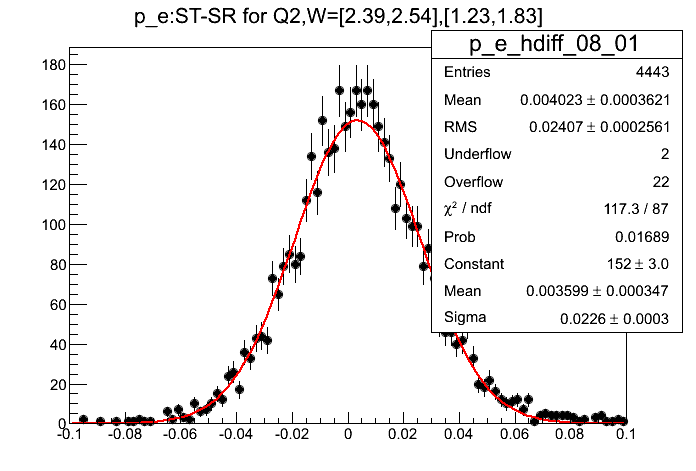 p_e:ST-SR for Q2,W=[2.39,2.54],[1.23,1.83]
p_e_hdiff_08_01
Entries 4443
Mean 0.004023 ± 0.0003621
RMS 0.02407 ± 0.0002561
Underflow 2
Overflow 22
χ² / ndf 117.3 / 87
Prob 0.01689
Constant 152 ± 3.0
Mean 0.003599 ± 0.000347
Sigma 0.0226 ± 0.0003
180
160
140
120
100
80
60
40
20
0
-0.1 -0.08 -0.06 -0.04 -0.02 0 0.02 0.04 0.06 0.08 0.1